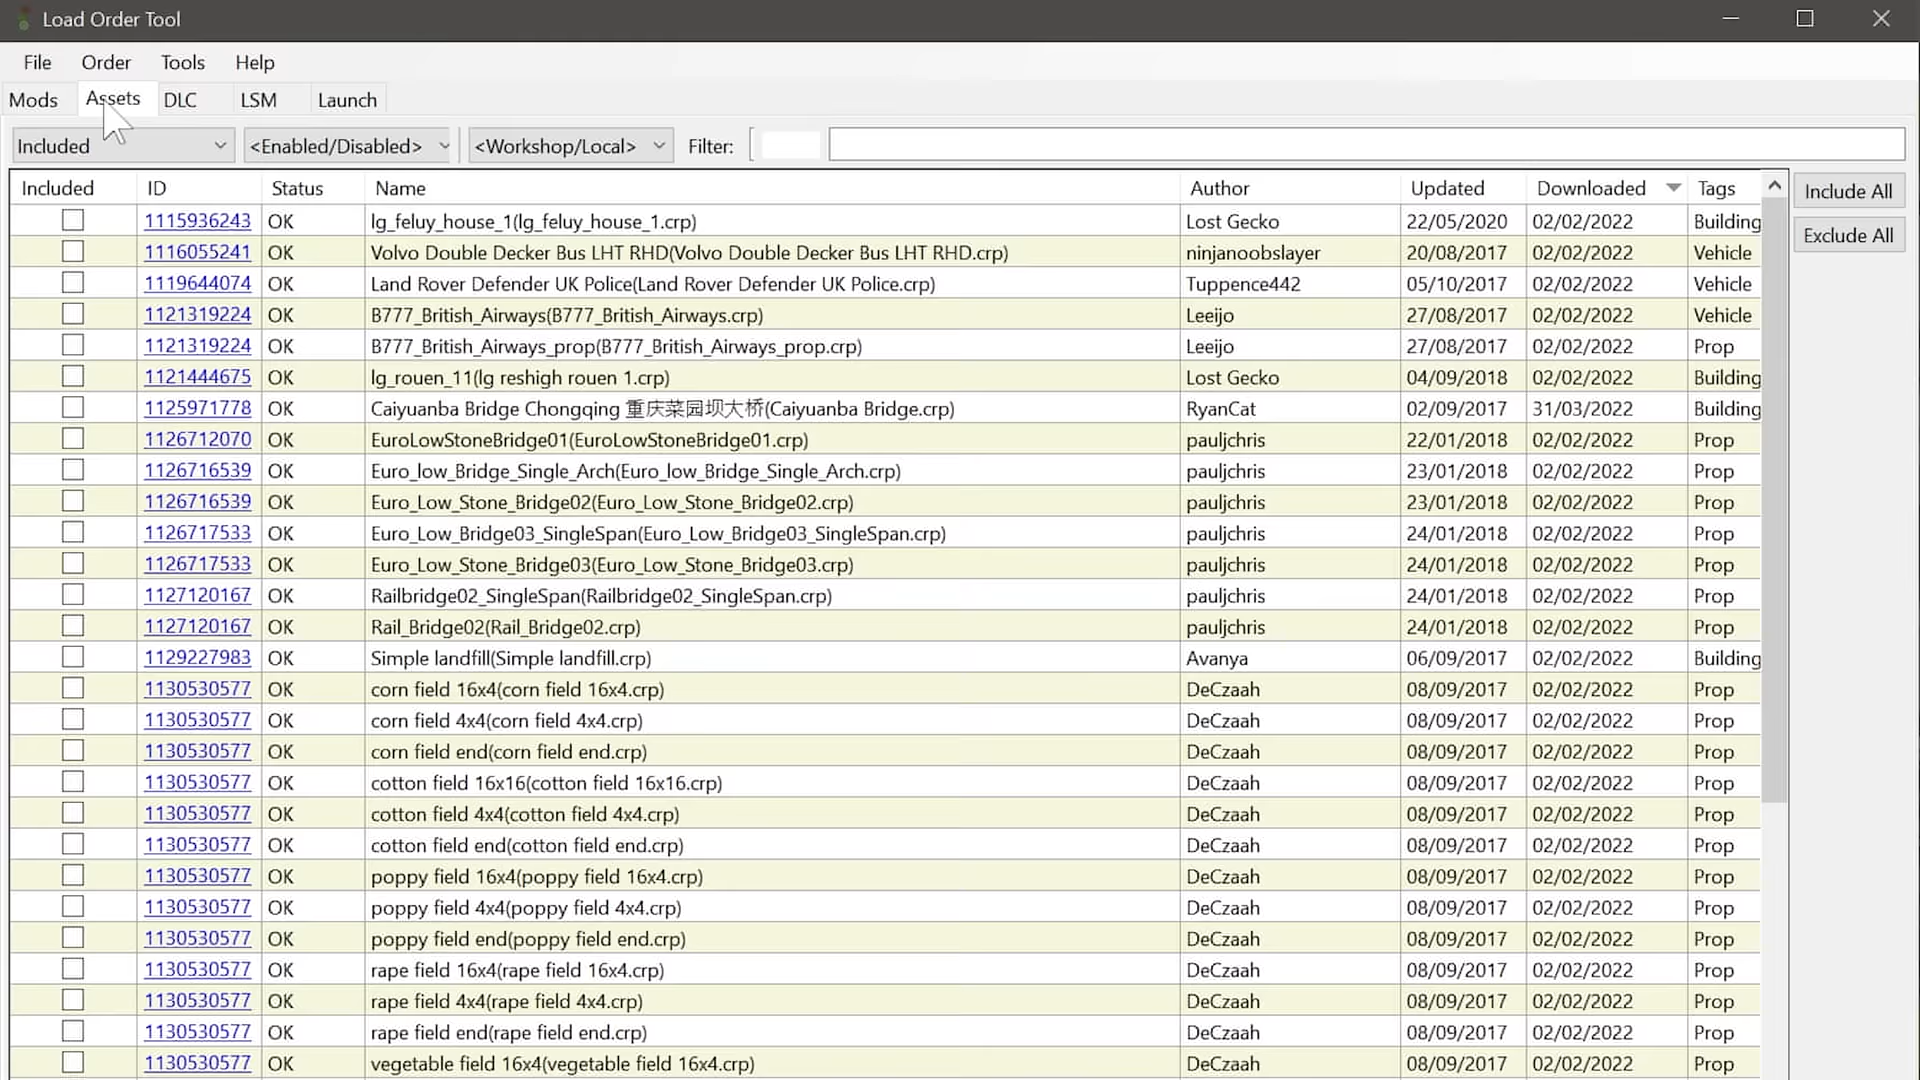 Load Order Tool
File Order Tools Help
Mods Assets DLC LSM Launch
Included <Enabled/Disabled> <Workshop/Local> Filter:
Included ID Status Name Author Updated Downloaded Tags
Include All
Exclude All
1115936243 OK lg_feluy_house_1(lg_feluy_house_1.crp) Lost Gecko 22/05/2020 02/02/2022 Building
1116055241 OK Volvo Double Decker Bus LHT RHD(Volvo Double Decker Bus LHT RHD.crp) ninjanoobslayer 20/08/2017 02/02/2022 Vehicle
1119644074 OK Land Rover Defender UK Police(Land Rover Defender UK Police.crp) Tuppence442 05/10/2017 02/02/2022 Vehicle
1121319224 OK B777_British_Airways(B777_British_Airways.crp) Leeijo 27/08/2017 02/02/2022 Vehicle
1121319224 OK B777_British_Airways_prop(B777_British_Airways_prop.crp) Leeijo 27/08/2017 02/02/2022 Prop
1121444675 OK lg_rouen_11(lg reshigh rouen 1.crp) Lost Gecko 04/09/2018 02/02/2022 Building
1125971778 OK Caiyuanba Bridge Chongqing 重庆菜园坝大桥(Caiyuanba Bridge.crp) RyanCat 02/09/2017 31/03/2022 Building
1126712070 OK EuroLowStoneBridge01(EuroLowStoneBridge01.crp) pauljchris 22/01/2018 02/02/2022 Prop
1126716539 OK Euro_low_Bridge_Single_Arch(Euro_low_Bridge_Single_Arch.crp) pauljchris 23/01/2018 02/02/2022 Prop
1126716539 OK Euro_Low_Stone_Bridge02(Euro_Low_Stone_Bridge02.crp) pauljchris 23/01/2018 02/02/2022 Prop
1126717533 OK Euro_Low_Bridge03_SingleSpan(Euro_Low_Bridge03_SingleSpan.crp) pauljchris 24/01/2018 02/02/2022 Prop
1126717533 OK Euro_Low_Stone_Bridge03(Euro_Low_Stone_Bridge03.crp) pauljchris 24/01/2018 02/02/2022 Prop
1127120167 OK Railbridge02_SingleSpan(Railbridge02_SingleSpan.crp) pauljchris 24/01/2018 02/02/2022 Prop
1127120167 OK Rail_Bridge02(Rail_Bridge02.crp) pauljchris 24/01/2018 02/02/2022 Prop
1129227983 OK Simple landfill(Simple landfill.crp) Avanya 06/09/2017 02/02/2022 Building
1130530577 OK corn field 16x4(corn field 16x4.crp) DeCzaah 08/09/2017 02/02/2022 Prop
1130530577 OK corn field 4x4(corn field 4x4.crp) DeCzaah 08/09/2017 02/02/2022 Prop
1130530577 OK corn field end(corn field end.crp) DeCzaah 08/09/2017 02/02/2022 Prop
1130530577 OK cotton field 16x16(cotton field 16x16.crp) DeCzaah 08/09/2017 02/02/2022 Prop
1130530577 OK cotton field 4x4(cotton field 4x4.crp) DeCzaah 08/09/2017 02/02/2022 Prop
1130530577 OK cotton field end(cotton field end.crp) DeCzaah 08/09/2017 02/02/2022 Prop
1130530577 OK poppy field 16x4(poppy field 16x4.crp) DeCzaah 08/09/2017 02/02/2022 Prop
1130530577 OK poppy field 4x4(poppy field 4x4.crp) DeCzaah 08/09/2017 02/02/2022 Prop
1130530577 OK poppy field end(poppy field end.crp) DeCzaah 08/09/2017 02/02/2022 Prop
1130530577 OK rape field 16x4(rape field 16x4.crp) DeCzaah 08/09/2017 02/02/2022 Prop
1130530577 OK rape field 4x4(rape field 4x4.crp) DeCzaah 08/09/2017 02/02/2022 Prop
1130530577 OK rape field end(rape field end.crp) DeCzaah 08/09/2017 02/02/2022 Prop
1130530577 OK vegetable field 16x4(vegetable field 16x4.crp) DeCzaah 08/09/2017 02/02/2022 Prop